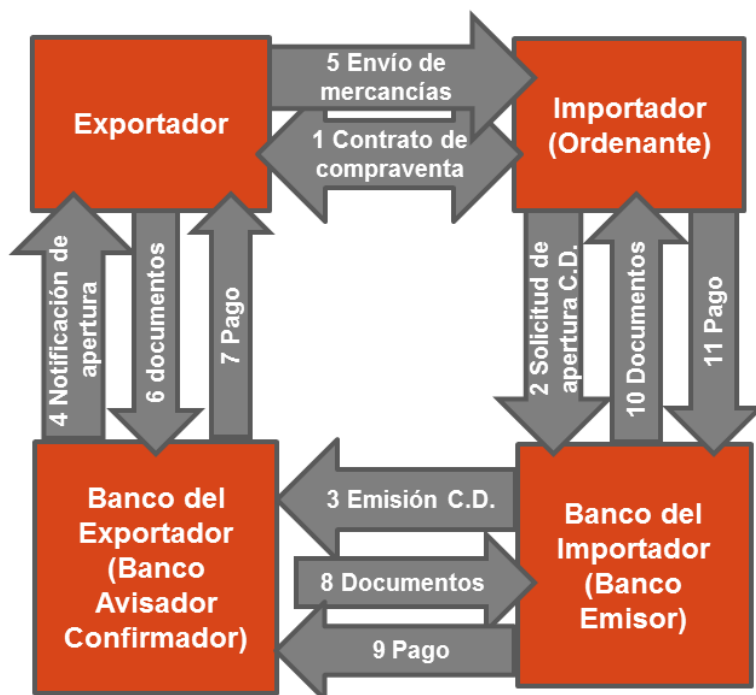 Exportador
5 Envío de
mercancías
1 Contrato de
compraventa
Importador
(Ordenante)
4 Notificación de
apertura
6 documentos
7 Pago
2 Solicitud de
apertura C.D.
10 Documentos
11 Pago
Banco del
Exportador
(Banco
Avisador
Confirmador)
3 Emisión C.D.
8 Documentos
9 Pago
Banco del
Importador
(Banco
Emisor)